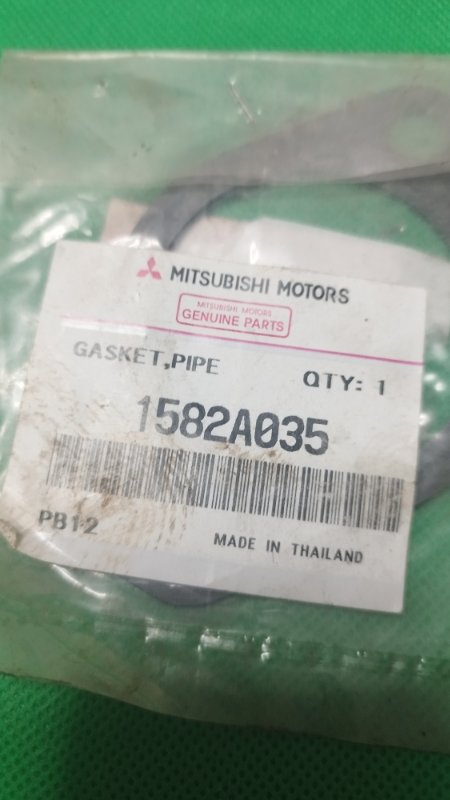 MITSUBISHI MOTORS
MITSUBISHI MOTORS
GENUINE PARTS
GASKET,PIPE QTY: 1
1582A035
PB12 MADE IN THAILAND